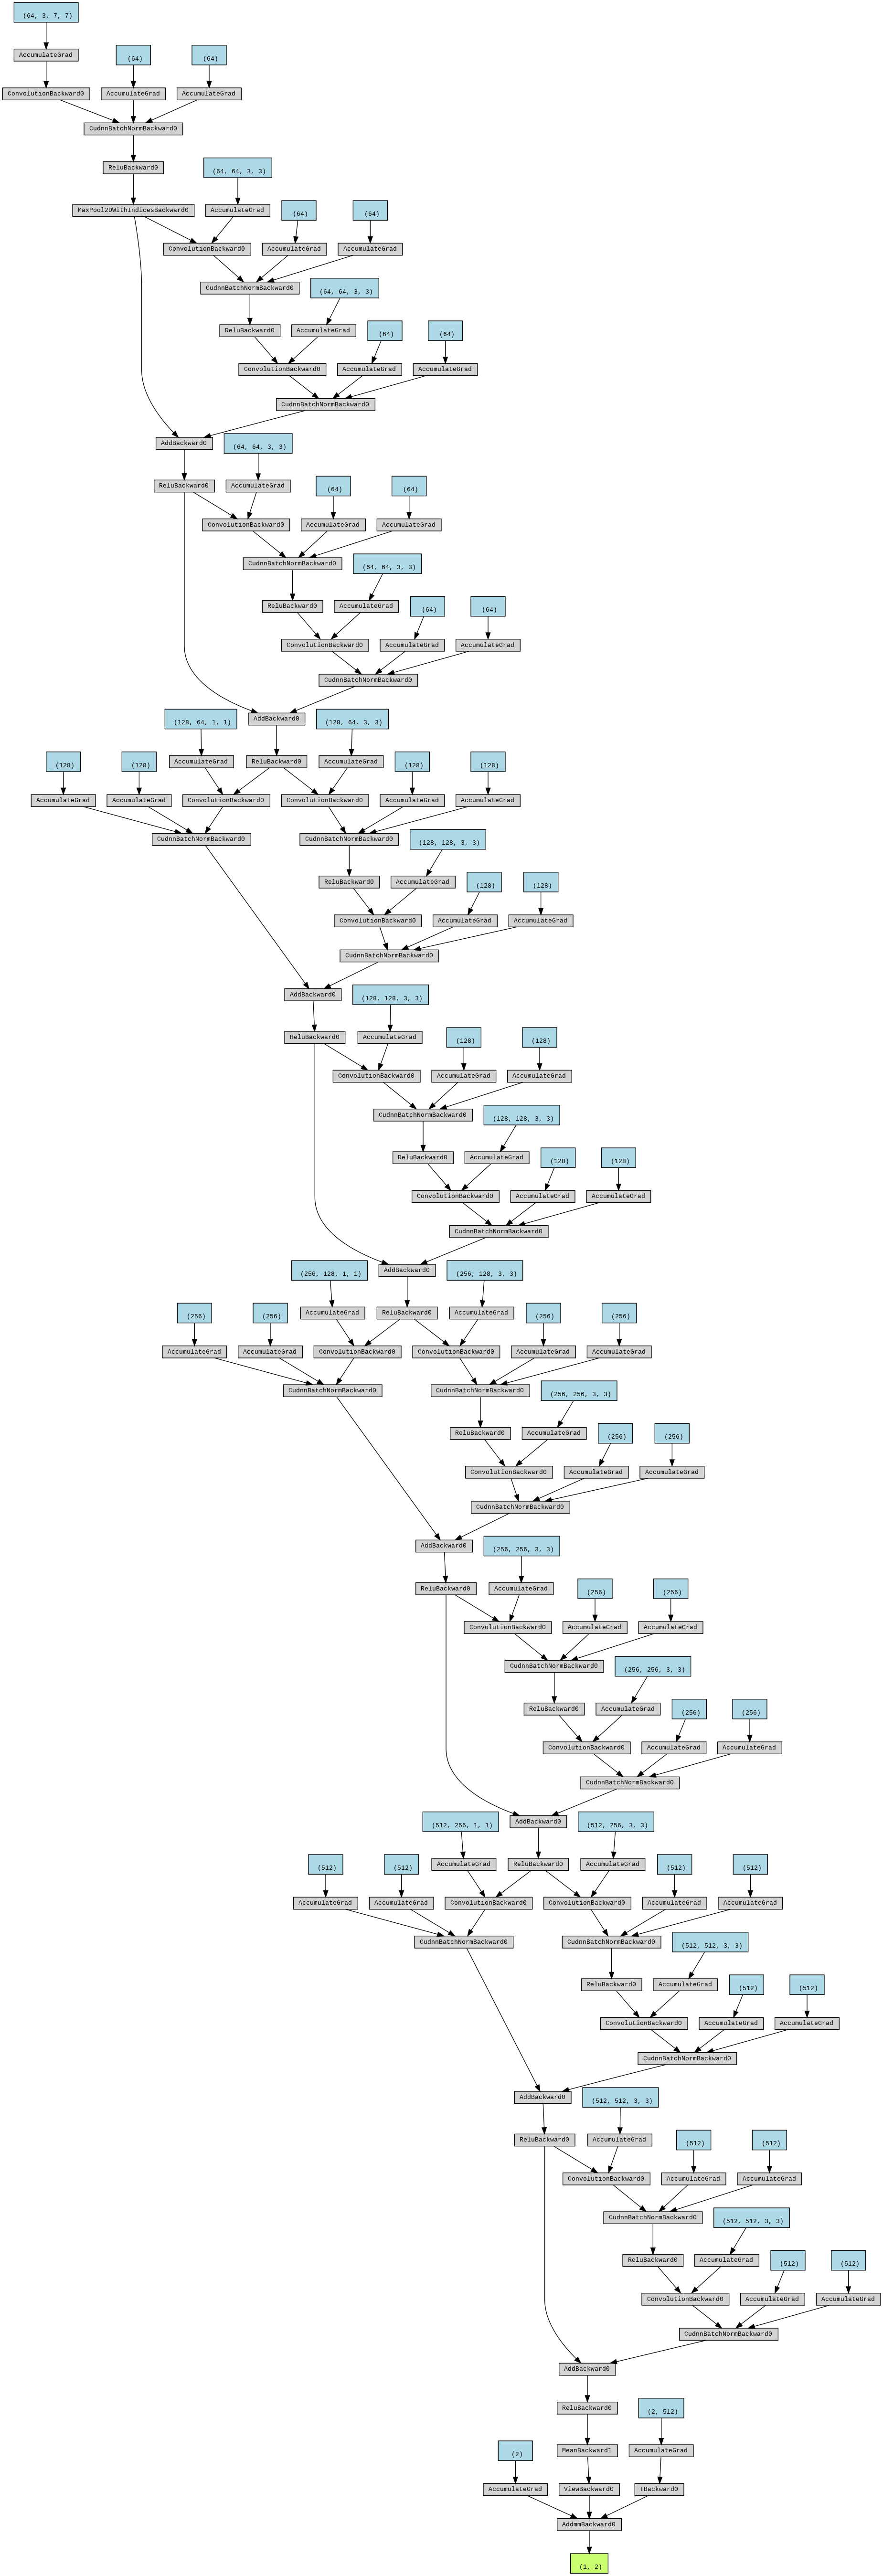 (64, 3, 7, 7)
AccumulateGrad (64) (64)
ConvolutionBackward0 AccumulateGrad AccumulateGrad
CudnnBatchNormBackward0
ReluBackward0 (64, 64, 3, 3)
MaxPool2DWithIndicesBackward0 AccumulateGrad (64) (64)
ConvolutionBackward0 AccumulateGrad AccumulateGrad
CudnnBatchNormBackward0 (64, 64, 3, 3)
ReluBackward0 AccumulateGrad (64) (64)
ConvolutionBackward0 AccumulateGrad AccumulateGrad
CudnnBatchNormBackward0
AddBackward0 (64, 64, 3, 3)
ReluBackward0 AccumulateGrad (64) (64)
ConvolutionBackward0 AccumulateGrad AccumulateGrad
CudnnBatchNormBackward0 (64, 64, 3, 3)
ReluBackward0 AccumulateGrad (64) (64)
ConvolutionBackward0 AccumulateGrad AccumulateGrad
CudnnBatchNormBackward0
(128, 64, 1, 1) AddBackward0 (128, 64, 3, 3)
(128) (128) AccumulateGrad ReluBackward0 AccumulateGrad (128) (128)
AccumulateGrad AccumulateGrad ConvolutionBackward0 ConvolutionBackward0 AccumulateGrad AccumulateGrad
CudnnBatchNormBackward0 CudnnBatchNormBackward0 (128, 128, 3, 3)
ReluBackward0 AccumulateGrad (128) (128)
ConvolutionBackward0 AccumulateGrad AccumulateGrad
CudnnBatchNormBackward0
AddBackward0 (128, 128, 3, 3)
ReluBackward0 AccumulateGrad (128) (128)
ConvolutionBackward0 AccumulateGrad AccumulateGrad
CudnnBatchNormBackward0 (128, 128, 3, 3)
ReluBackward0 AccumulateGrad (128) (128)
ConvolutionBackward0 AccumulateGrad AccumulateGrad
CudnnBatchNormBackward0
(256, 128, 1, 1) AddBackward0 (256, 128, 3, 3)
(256) (256) AccumulateGrad ReluBackward0 AccumulateGrad (256) (256)
AccumulateGrad AccumulateGrad ConvolutionBackward0 ConvolutionBackward0 AccumulateGrad AccumulateGrad
CudnnBatchNormBackward0 CudnnBatchNormBackward0 (256, 256, 3, 3)
ReluBackward0 AccumulateGrad (256) (256)
ConvolutionBackward0 AccumulateGrad AccumulateGrad
CudnnBatchNormBackward0
AddBackward0 (256, 256, 3, 3)
ReluBackward0 AccumulateGrad (256) (256)
ConvolutionBackward0 AccumulateGrad AccumulateGrad
CudnnBatchNormBackward0 (256, 256, 3, 3)
ReluBackward0 AccumulateGrad (256) (256)
ConvolutionBackward0 AccumulateGrad AccumulateGrad
CudnnBatchNormBackward0
(512, 256, 1, 1) AddBackward0 (512, 256, 3, 3)
(512) (512) AccumulateGrad ReluBackward0 AccumulateGrad (512) (512)
AccumulateGrad AccumulateGrad ConvolutionBackward0 ConvolutionBackward0 AccumulateGrad AccumulateGrad
CudnnBatchNormBackward0 CudnnBatchNormBackward0 (512, 512, 3, 3)
ReluBackward0 AccumulateGrad (512) (512)
ConvolutionBackward0 AccumulateGrad AccumulateGrad
CudnnBatchNormBackward0
AddBackward0 (512, 512, 3, 3)
ReluBackward0 AccumulateGrad (512) (512)
ConvolutionBackward0 AccumulateGrad AccumulateGrad
CudnnBatchNormBackward0 (512, 512, 3, 3)
ReluBackward0 AccumulateGrad (512) (512)
ConvolutionBackward0 AccumulateGrad AccumulateGrad
CudnnBatchNormBackward0
AddBackward0
ReluBackward0 (2, 512)
(2) MeanBackward1 AccumulateGrad
AccumulateGrad ViewBackward0 TBackward0
AddmmBackward0
(1, 2)